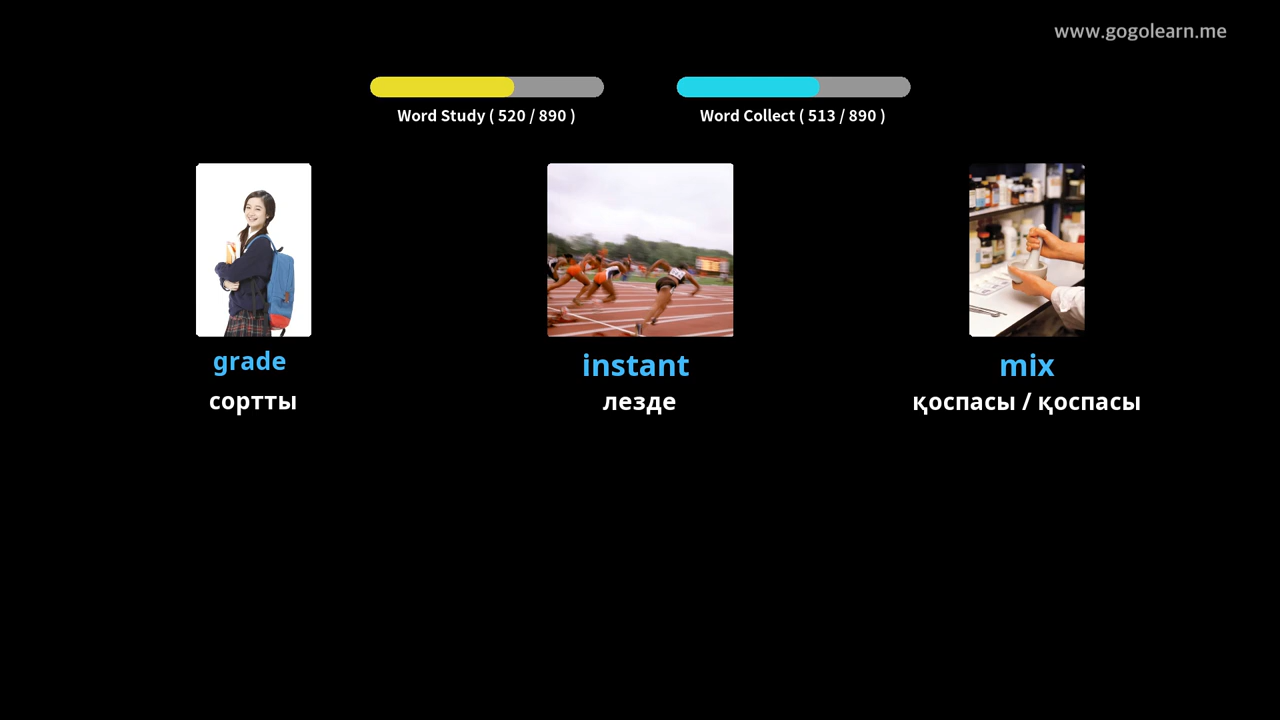 www.gogolearn.me
Word Study ( 520 / 890 )
Word Collect ( 513 / 890 )
grade
сортты
instant
лезде
mix
қоспасы / қоспасы